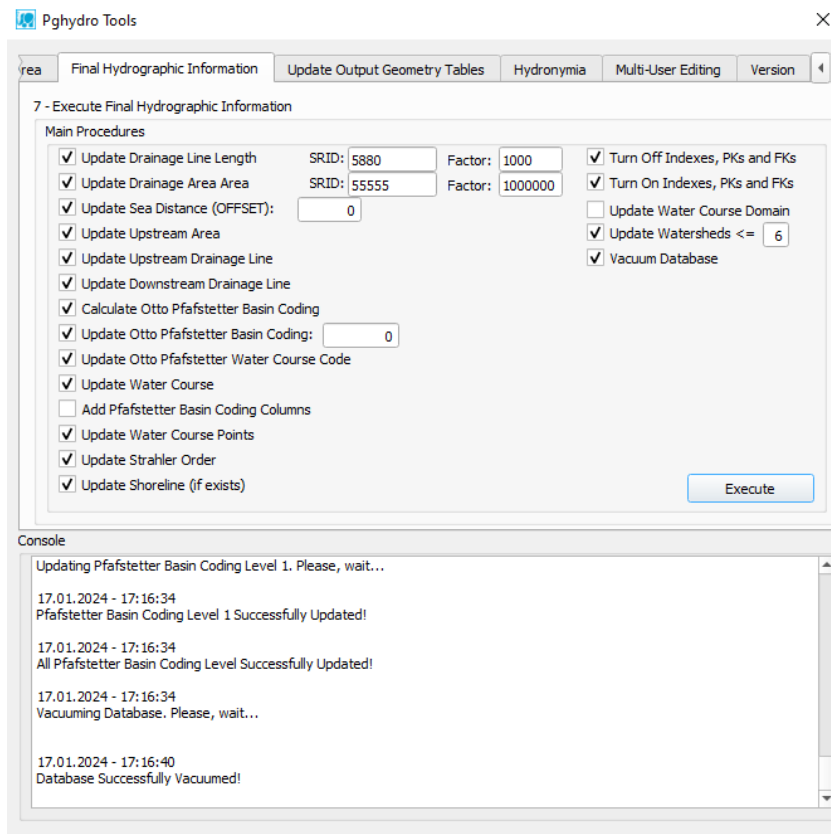 Pghydro Tools
rea Final Hydrographic Information Update Output Geometry Tables Hydronymia Multi-User Editing Version
7 - Execute Final Hydrographic Information
Main Procedures
Update Drainage Line Length SRID: 5880 Factor: 1000 Turn Off Indexes, PKs and FKs
Update Drainage Area Area SRID: 55555 Factor: 1000000 Turn On Indexes, PKs and FKs
Update Sea Distance (OFFSET): 0 Update Water Course Domain
Update Upstream Area Update Watersheds <= 6
Update Upstream Drainage Line Vacuum Database
Update Downstream Drainage Line
Calculate Otto Pfafstetter Basin Coding
Update Otto Pfafstetter Basin Coding: 0
Update Otto Pfafstetter Water Course Code
Update Water Course
Add Pfafstetter Basin Coding Columns
Update Water Course Points
Update Strahler Order
Update Shoreline (if exists)
Execute
Console
Updating Pfafstetter Basin Coding Level 1. Please, wait...
17.01.2024 - 17:16:34
Pfafstetter Basin Coding Level 1 Successfully Updated!
17.01.2024 - 17:16:34
All Pfafstetter Basin Coding Level Successfully Updated!
17.01.2024 - 17:16:34
Vacuuming Database. Please, wait...
17.01.2024 - 17:16:40
Database Successfully Vacuumed!